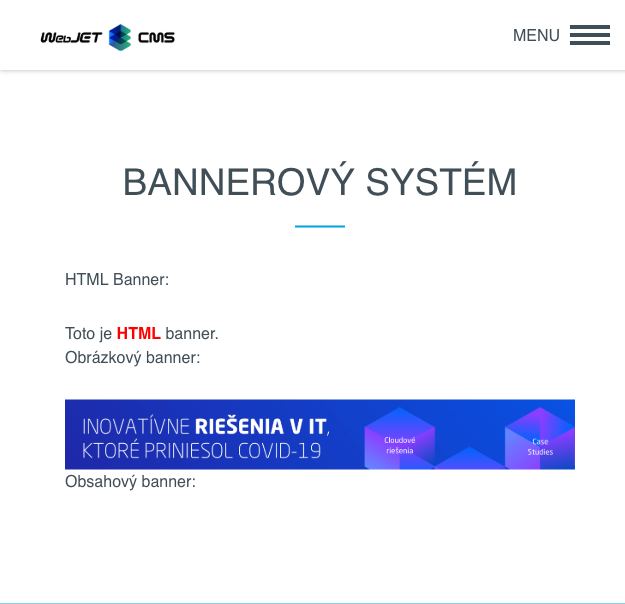 WebJET CMS
MENU
BANNEROVÝ SYSTÉM
HTML Banner:
Toto je HTML banner.
Obrázkový banner:
INOVATÍVNE RIEŠENIA V IT,
KTORÉ PRINIESOL COVID-19
Cloudové
riešenia
Case
Studies
Obsahový banner: